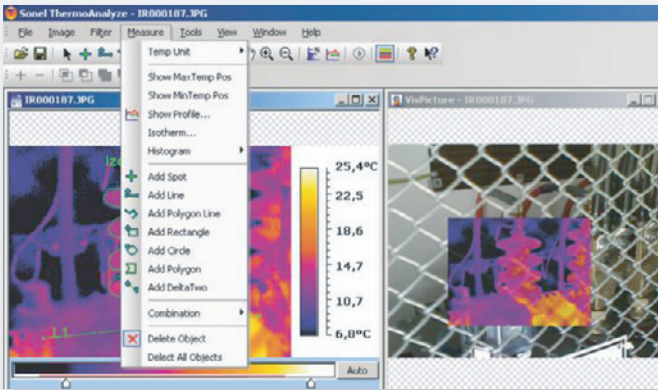 Sonel ThermoAnalyze - IR000187.JPG
File Image Filter Measure Tools View Window Help
Temp Unit
Show MaxTemp Pos
Show MinTemp Pos
Show Profile...
Isotherm...
Histogram
Add Spot
Add Line
Add Polygon Line
Add Rectangle
Add Circle
Add Polygon
Add DeltaTwo
Combination
Delete Object
Delect All Objects
IR000187.JPG
L1
25,4°C
22,5
18,6
14,7
10,7
6,8°C
Auto
VisPicture - IR000187.JPG